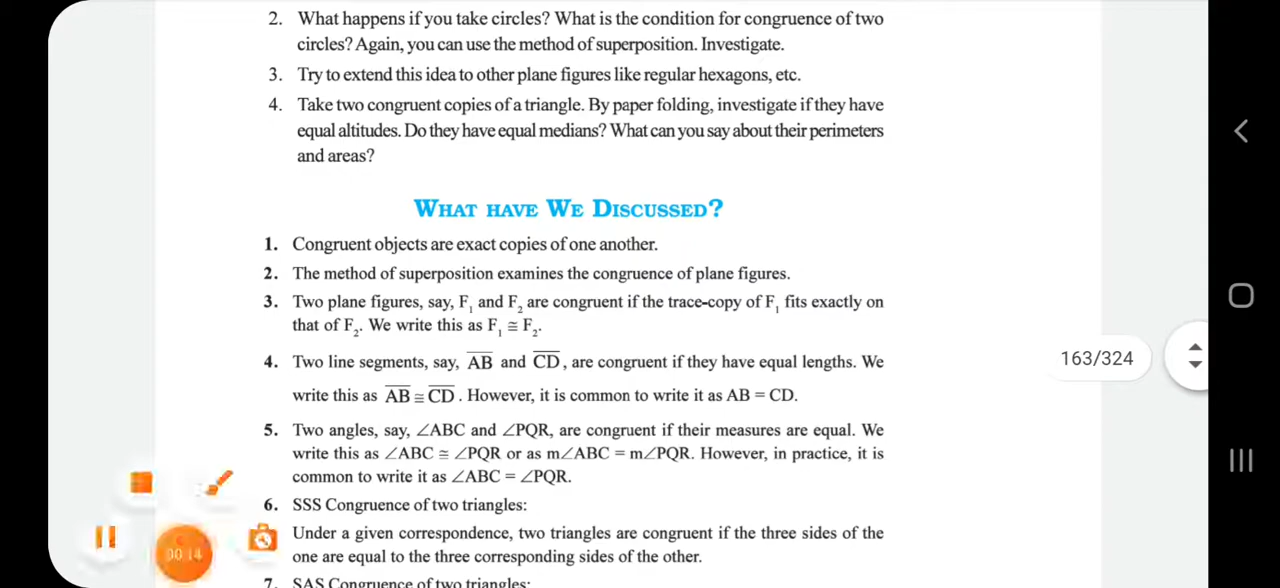 2. What happens if you take circles? What is the condition for congruence of two
circles? Again, you can use the method of superposition. Investigate.
3. Try to extend this idea to other plane figures like regular hexagons, etc.
4. Take two congruent copies of a triangle. By paper folding, investigate if they have
equal altitudes. Do they have equal medians? What can you say about their perimeters
and areas?
WHAT HAVE WE DISCUSSED?
1. Congruent objects are exact copies of one another.
2. The method of superposition examines the congruence of plane figures.
3. Two plane figures, say, F₁ and F₂ are congruent if the trace-copy of F₁ fits exactly on
that of F₂. We write this as F₁ ≅ F₂.
4. Two line segments, say, A̅B̅ and C̅D̅, are congruent if they have equal lengths. We
write this as A̅B̅ ≅ C̅D̅. However, it is common to write it as AB = CD.
5. Two angles, say, ∠ABC and ∠PQR, are congruent if their measures are equal. We
write this as ∠ABC ≅ ∠PQR or as m∠ABC = m∠PQR. However, in practice, it is
common to write it as ∠ABC = ∠PQR.
6. SSS Congruence of two triangles:
Under a given correspondence, two triangles are congruent if the three sides of the
one are equal to the three corresponding sides of the other.
7. SAS Congruence of two triangles:
163/324
00:14